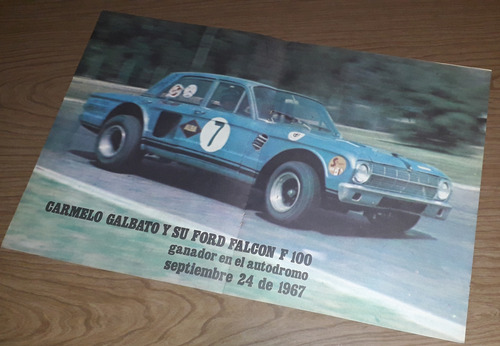 7
CARMELO GALBATO Y SU FORD FALCON F 100
ganador en el autodromo
septiembre 24 de 1967